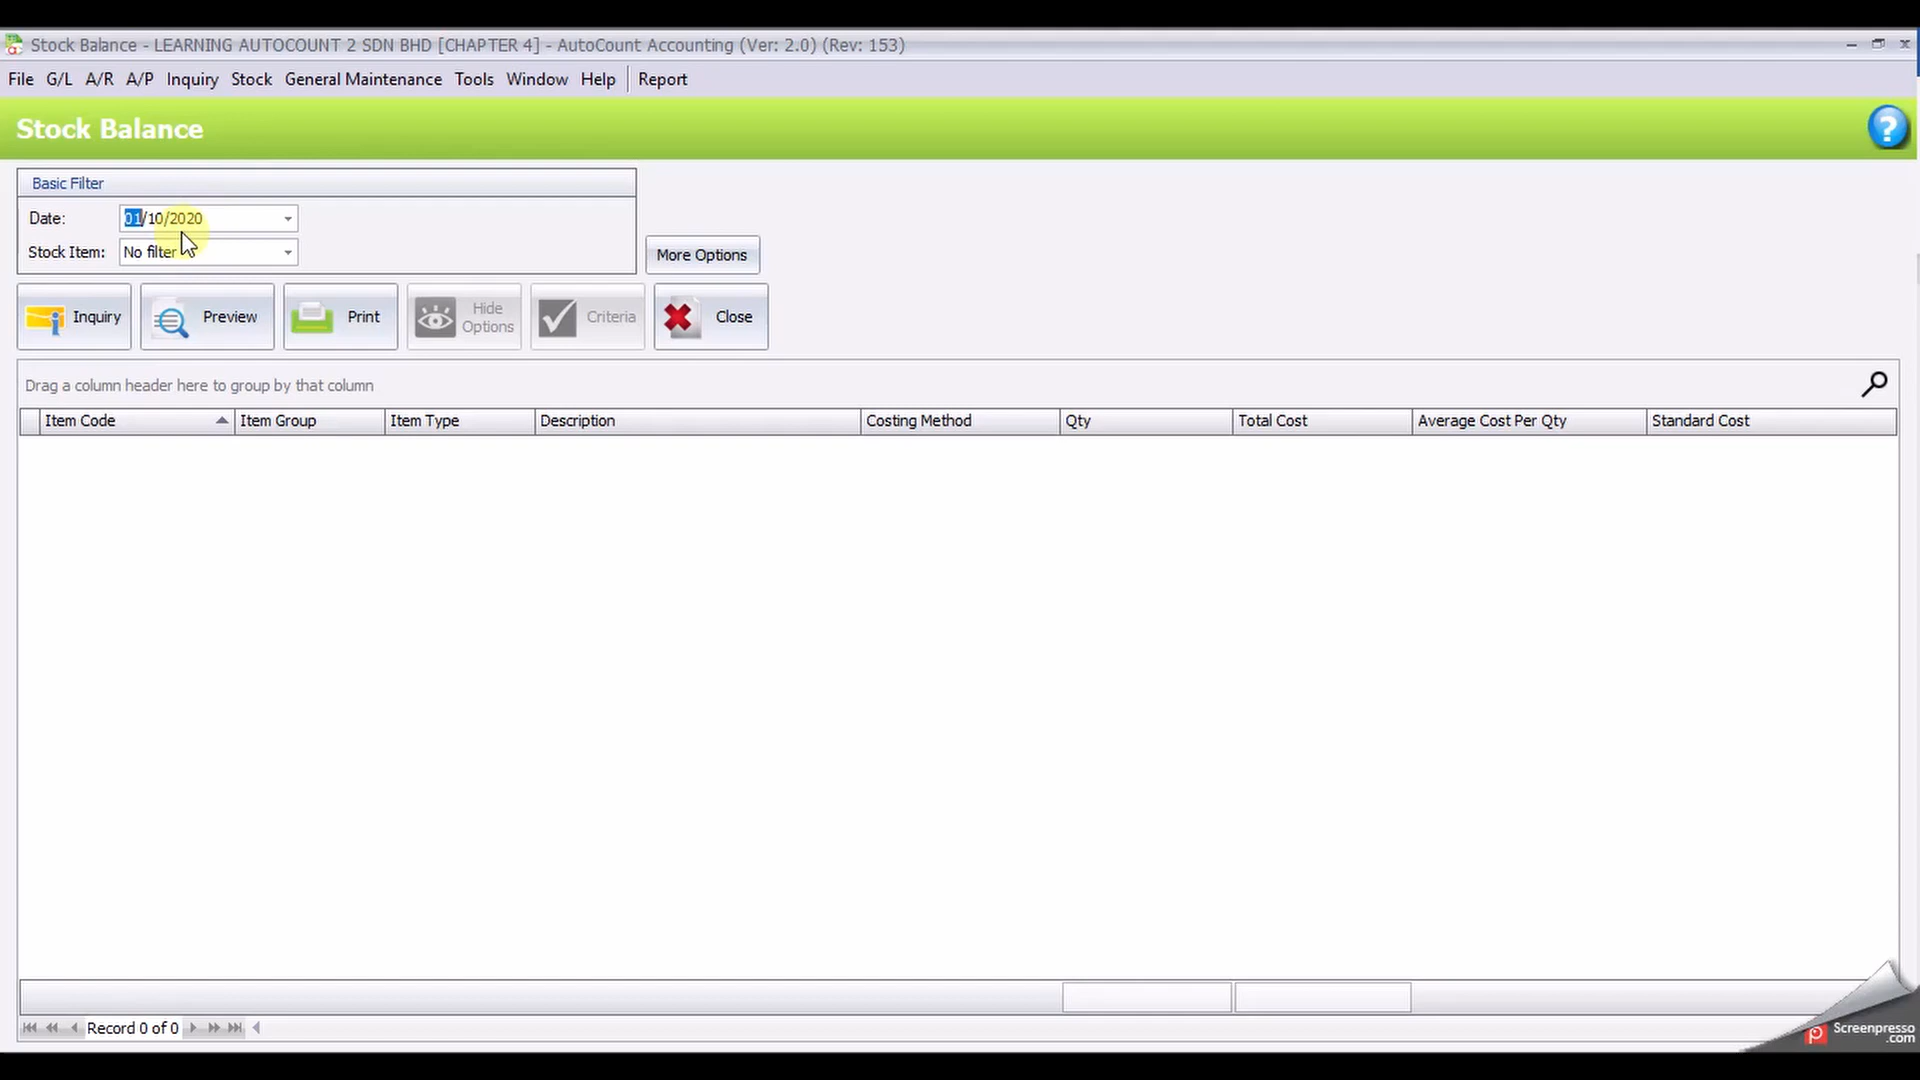 Stock Balance - LEARNING AUTOCOUNT 2 SDN BHD [CHAPTER 4] - AutoCount Accounting (Ver: 2.0) (Rev: 153)
File G/L A/R A/P Inquiry Stock General Maintenance Tools Window Help Report
Stock Balance
Basic Filter
Date: 01/10/2020
Stock Item: No filter
More Options
Inquiry Preview Print Hide Options Criteria Close
Drag a column header here to group by that column
Item Code Item Group Item Type Description Costing Method Qty Total Cost Average Cost Per Qty Standard Cost
Record 0 of 0
Screenpresso
.com